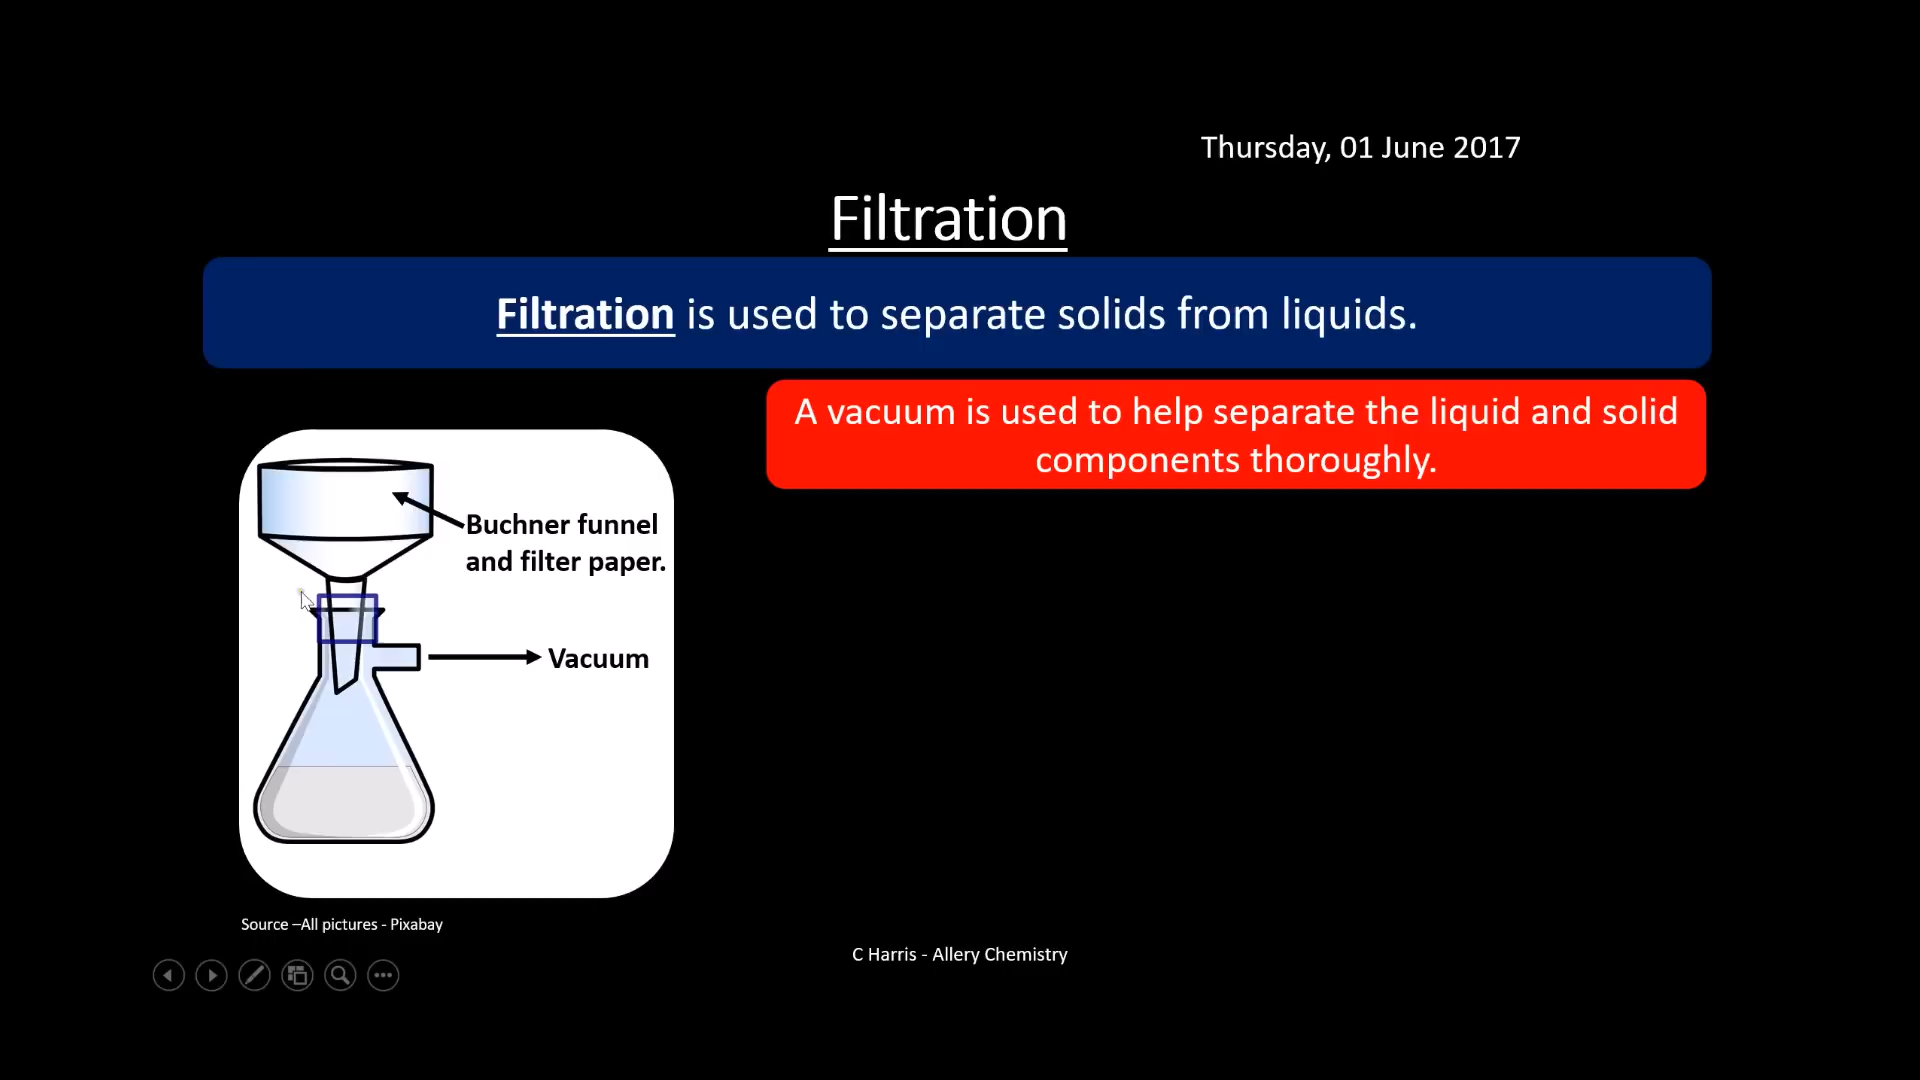 Thursday, 01 June 2017
Filtration
Filtration is used to separate solids from liquids.
A vacuum is used to help separate the liquid and solid
components thoroughly.
Buchner funnel
and filter paper.
Vacuum
Source –All pictures - Pixabay
C Harris - Allery Chemistry